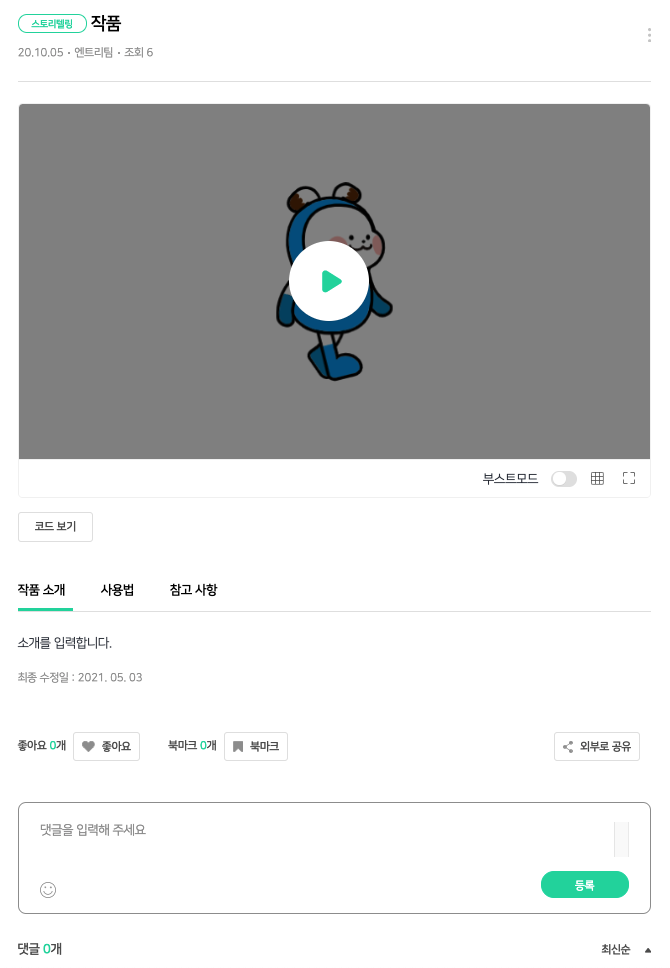 스토리텔링 작품
20.10.05・엔트리팀・조회 6
부스트모드
코드 보기
작품 소개 사용법 참고 사항
소개를 입력합니다.
최종 수정일 : 2021. 05. 03
좋아요 0개 좋아요 북마크 0개 북마크 외부로 공유
댓글을 입력해 주세요
등록
댓글 0개 최신순